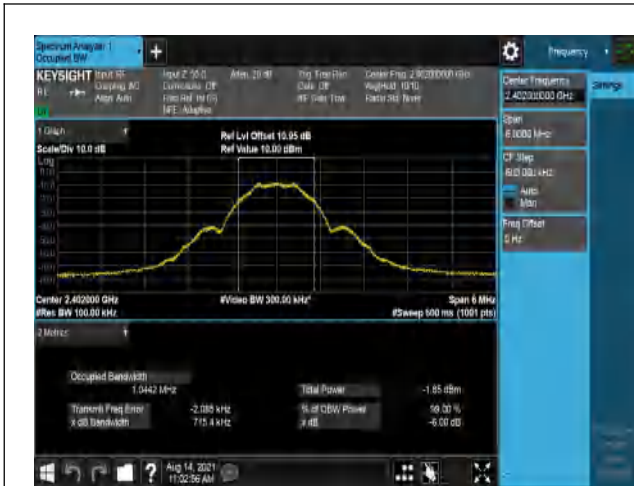 Spectrum Analyzer 1
Occupied BW
Frequency
KEYSIGHT Input: RF
Coupling: AC
Align: Auto
Input Z: 50 Ω
Corrections: Off
Freq Ref: Int (S)
NFE: Adaptive
Atten: 20 dB
Trig: Free Run
Gate: Off
#IF Gain: Low
Center Freq: 2.402000000 GHz
Avg|Hold: 10/10
Radio Std: None
Center Frequency
2.402000000 GHz
Settings
Span
6.0000 MHz
CF Step
600.000 kHz
Auto
Man
Freq Offset
0 Hz
1 Graph
Scale/Div 10.0 dB
Ref Lvl Offset 10.95 dB
Ref Value 10.00 dBm
Log
Center 2.402000 GHz
#Res BW 100.00 kHz
#Video BW 300.00 kHz*
Span 6 MHz
#Sweep 500 ms (1001 pts)
2 Metrics
Occupied Bandwidth
1.0442 MHz
Total Power -1.85 dBm
Transmit Freq Error -2.088 kHz
% of OBW Power 99.00 %
x dB Bandwidth 715.4 kHz
x dB -6.00 dB
?
Aug 14, 2021
11:02:56 AM